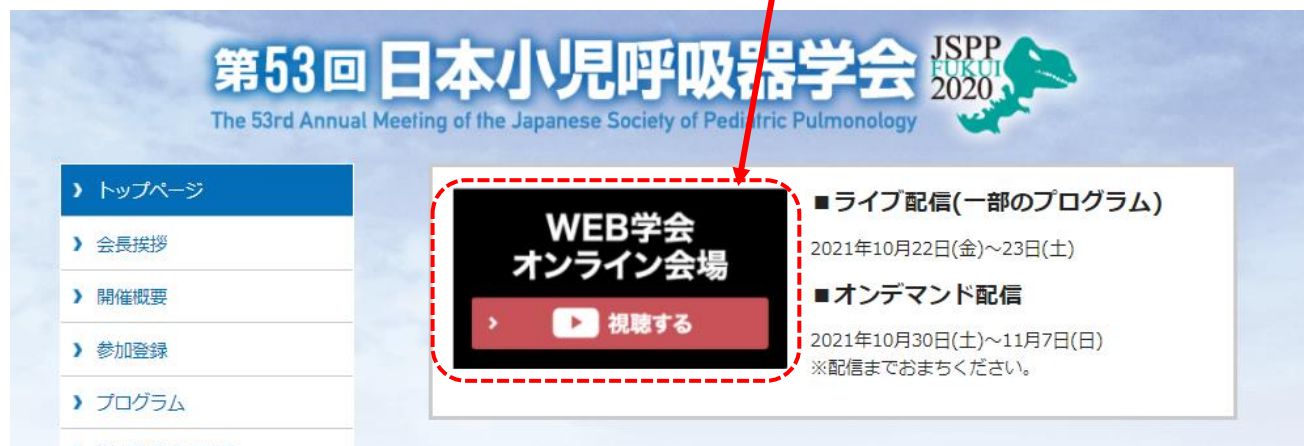 第53回 日本小児呼吸器学会
JSPP
FUKUI
2020
The 53rd Annual Meeting of the Japanese Society of Pediatric Pulmonology
トップページ
会長挨拶
開催概要
参加登録
プログラム
WEB学会
オンライン会場
視聴する
■ライブ配信(一部のプログラム)
2021年10月22日(金)～23日(土)
■オンデマンド配信
2021年10月30日(土)～11月7日(日)
※配信までおまちください。